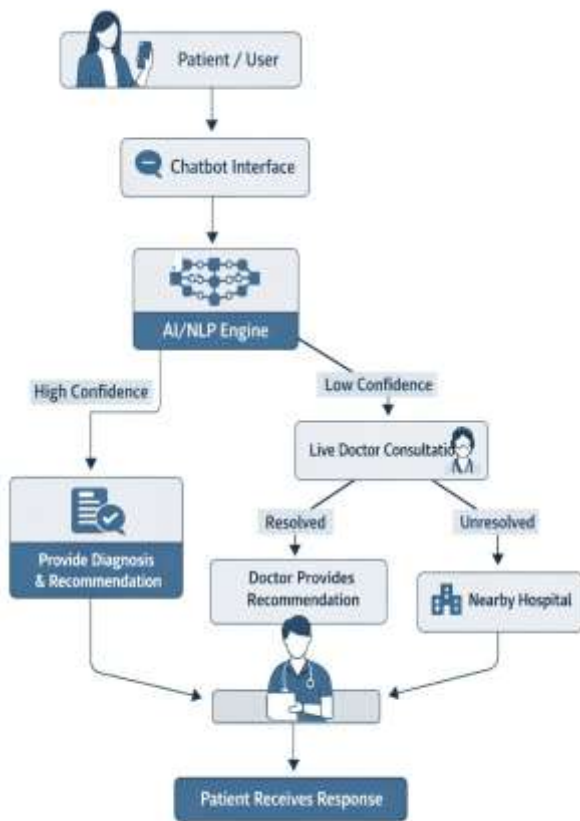 Patient / User
Chatbot Interface
AI/NLP Engine
High Confidence
Low Confidence
Live Doctor Consultation
Resolved
Unresolved
Provide Diagnosis
& Recommendation
Doctor Provides
Recommendation
Nearby Hospital
Patient Receives Response